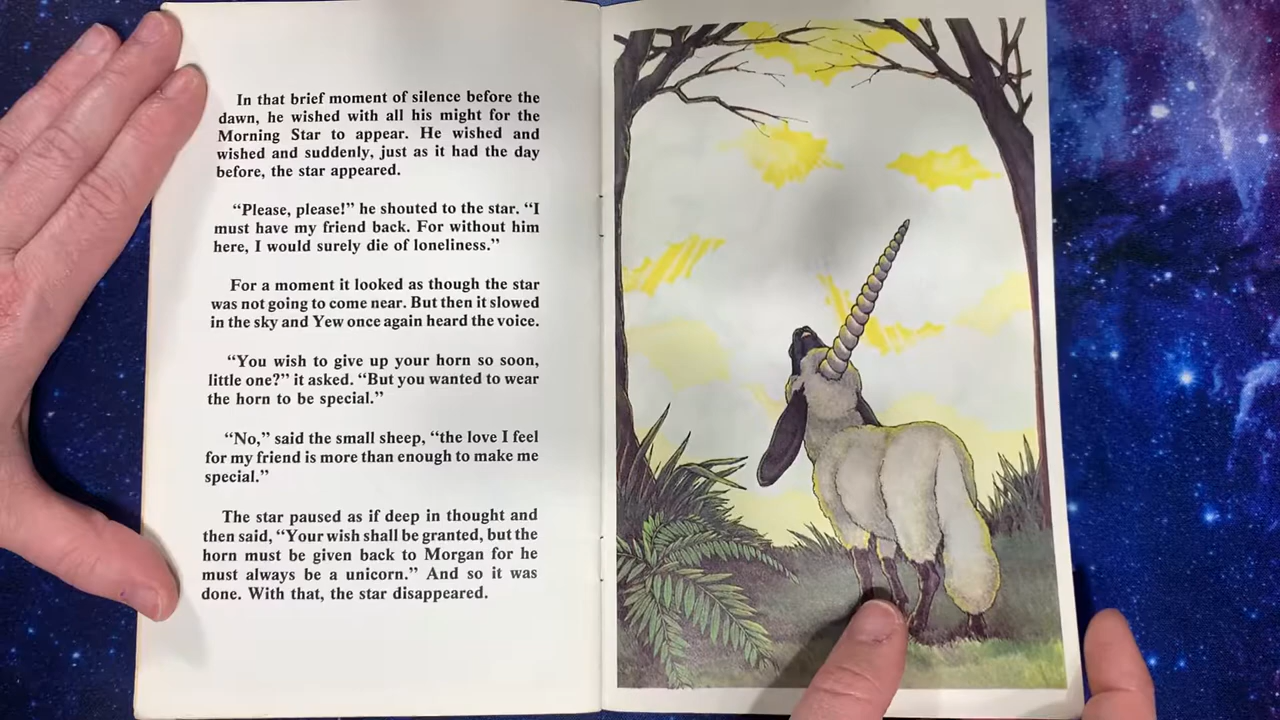 In that brief moment of silence before the
dawn, he wished with all his might for the
Morning Star to appear. He wished and
wished and suddenly, just as it had the day
before, the star appeared.
“Please, please!” he shouted to the star. “I
must have my friend back. For without him
here, I would surely die of loneliness.”
For a moment it looked as though the star
was not going to come near. But then it slowed
in the sky and Yew once again heard the voice.
“You wish to give up your horn so soon,
little one?” it asked. “But you wanted to wear
the horn to be special.”
“No,” said the small sheep, “the love I feel
for my friend is more than enough to make me
special.”
The star paused as if deep in thought and
then said, “Your wish shall be granted, but the
horn must be given back to Morgan for he
must always be a unicorn.” And so it was
done. With that, the star disappeared.